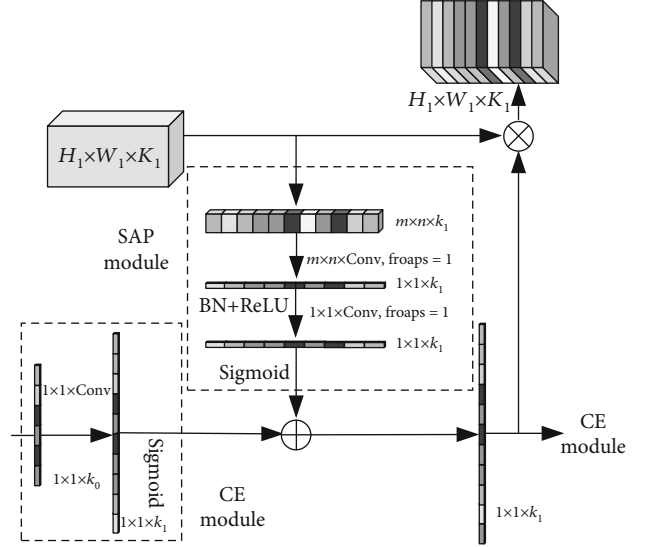 H₁×W₁×K₁
H₁×W₁×K₁
SAP
module
m×n×k₁
m×n×Conv, froaps = 1
1×1×k₁
BN+ReLU
1×1×Conv, froaps = 1
1×1×k₁
Sigmoid
1×1×Conv
1×1×k₀
Sigmoid
1×1×k₁
CE
module
CE
module
1×1×k₁